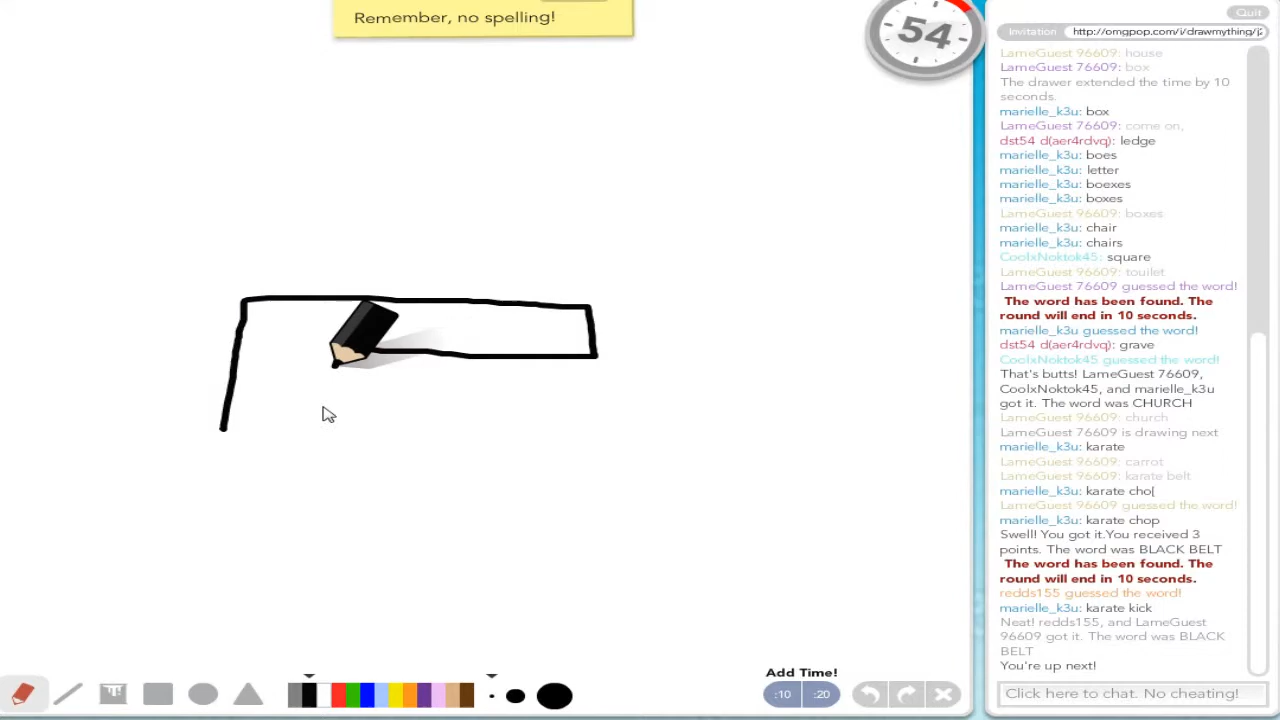 Remember, no spelling!
54
Quit
Invitation
http://omgpop.com/i/drawmything/j
LameGuest 96609: house
LameGuest 76609: box
The drawer extended the time by 10
seconds.
marielle_k3u: box
LameGuest 76609: come on,
dst54 d(aer4rdvq): ledge
marielle_k3u: boes
marielle_k3u: letter
marielle_k3u: boexes
marielle_k3u: boxes
LameGuest 96609: boxes
marielle_k3u: chair
marielle_k3u: chairs
CoolxNoktok45: square
LameGuest 96609: touilet
LameGuest 76609 guessed the word!
The word has been found. The
round will end in 10 seconds.
marielle_k3u guessed the word!
dst54 d(aer4rdvq): grave
CoolxNoktok45 guessed the word!
That's butts! LameGuest 76609,
CoolxNoktok45, and marielle_k3u
got it. The word was CHURCH
LameGuest 96609: church
LameGuest 76609 is drawing next
marielle_k3u: karate
LameGuest 96609: carrot
LameGuest 96609: karate belt
marielle_k3u: karate cho[
LameGuest 96609 guessed the word!
marielle_k3u: karate chop
Swell! You got it.You received 3
points. The word was BLACK BELT
The word has been found. The
round will end in 10 seconds.
redds155 guessed the word!
marielle_k3u: karate kick
Neat! redds155, and LameGuest
96609 got it. The word was BLACK
BELT
You're up next!
Click here to chat. No cheating!
Add Time!
:10 :20